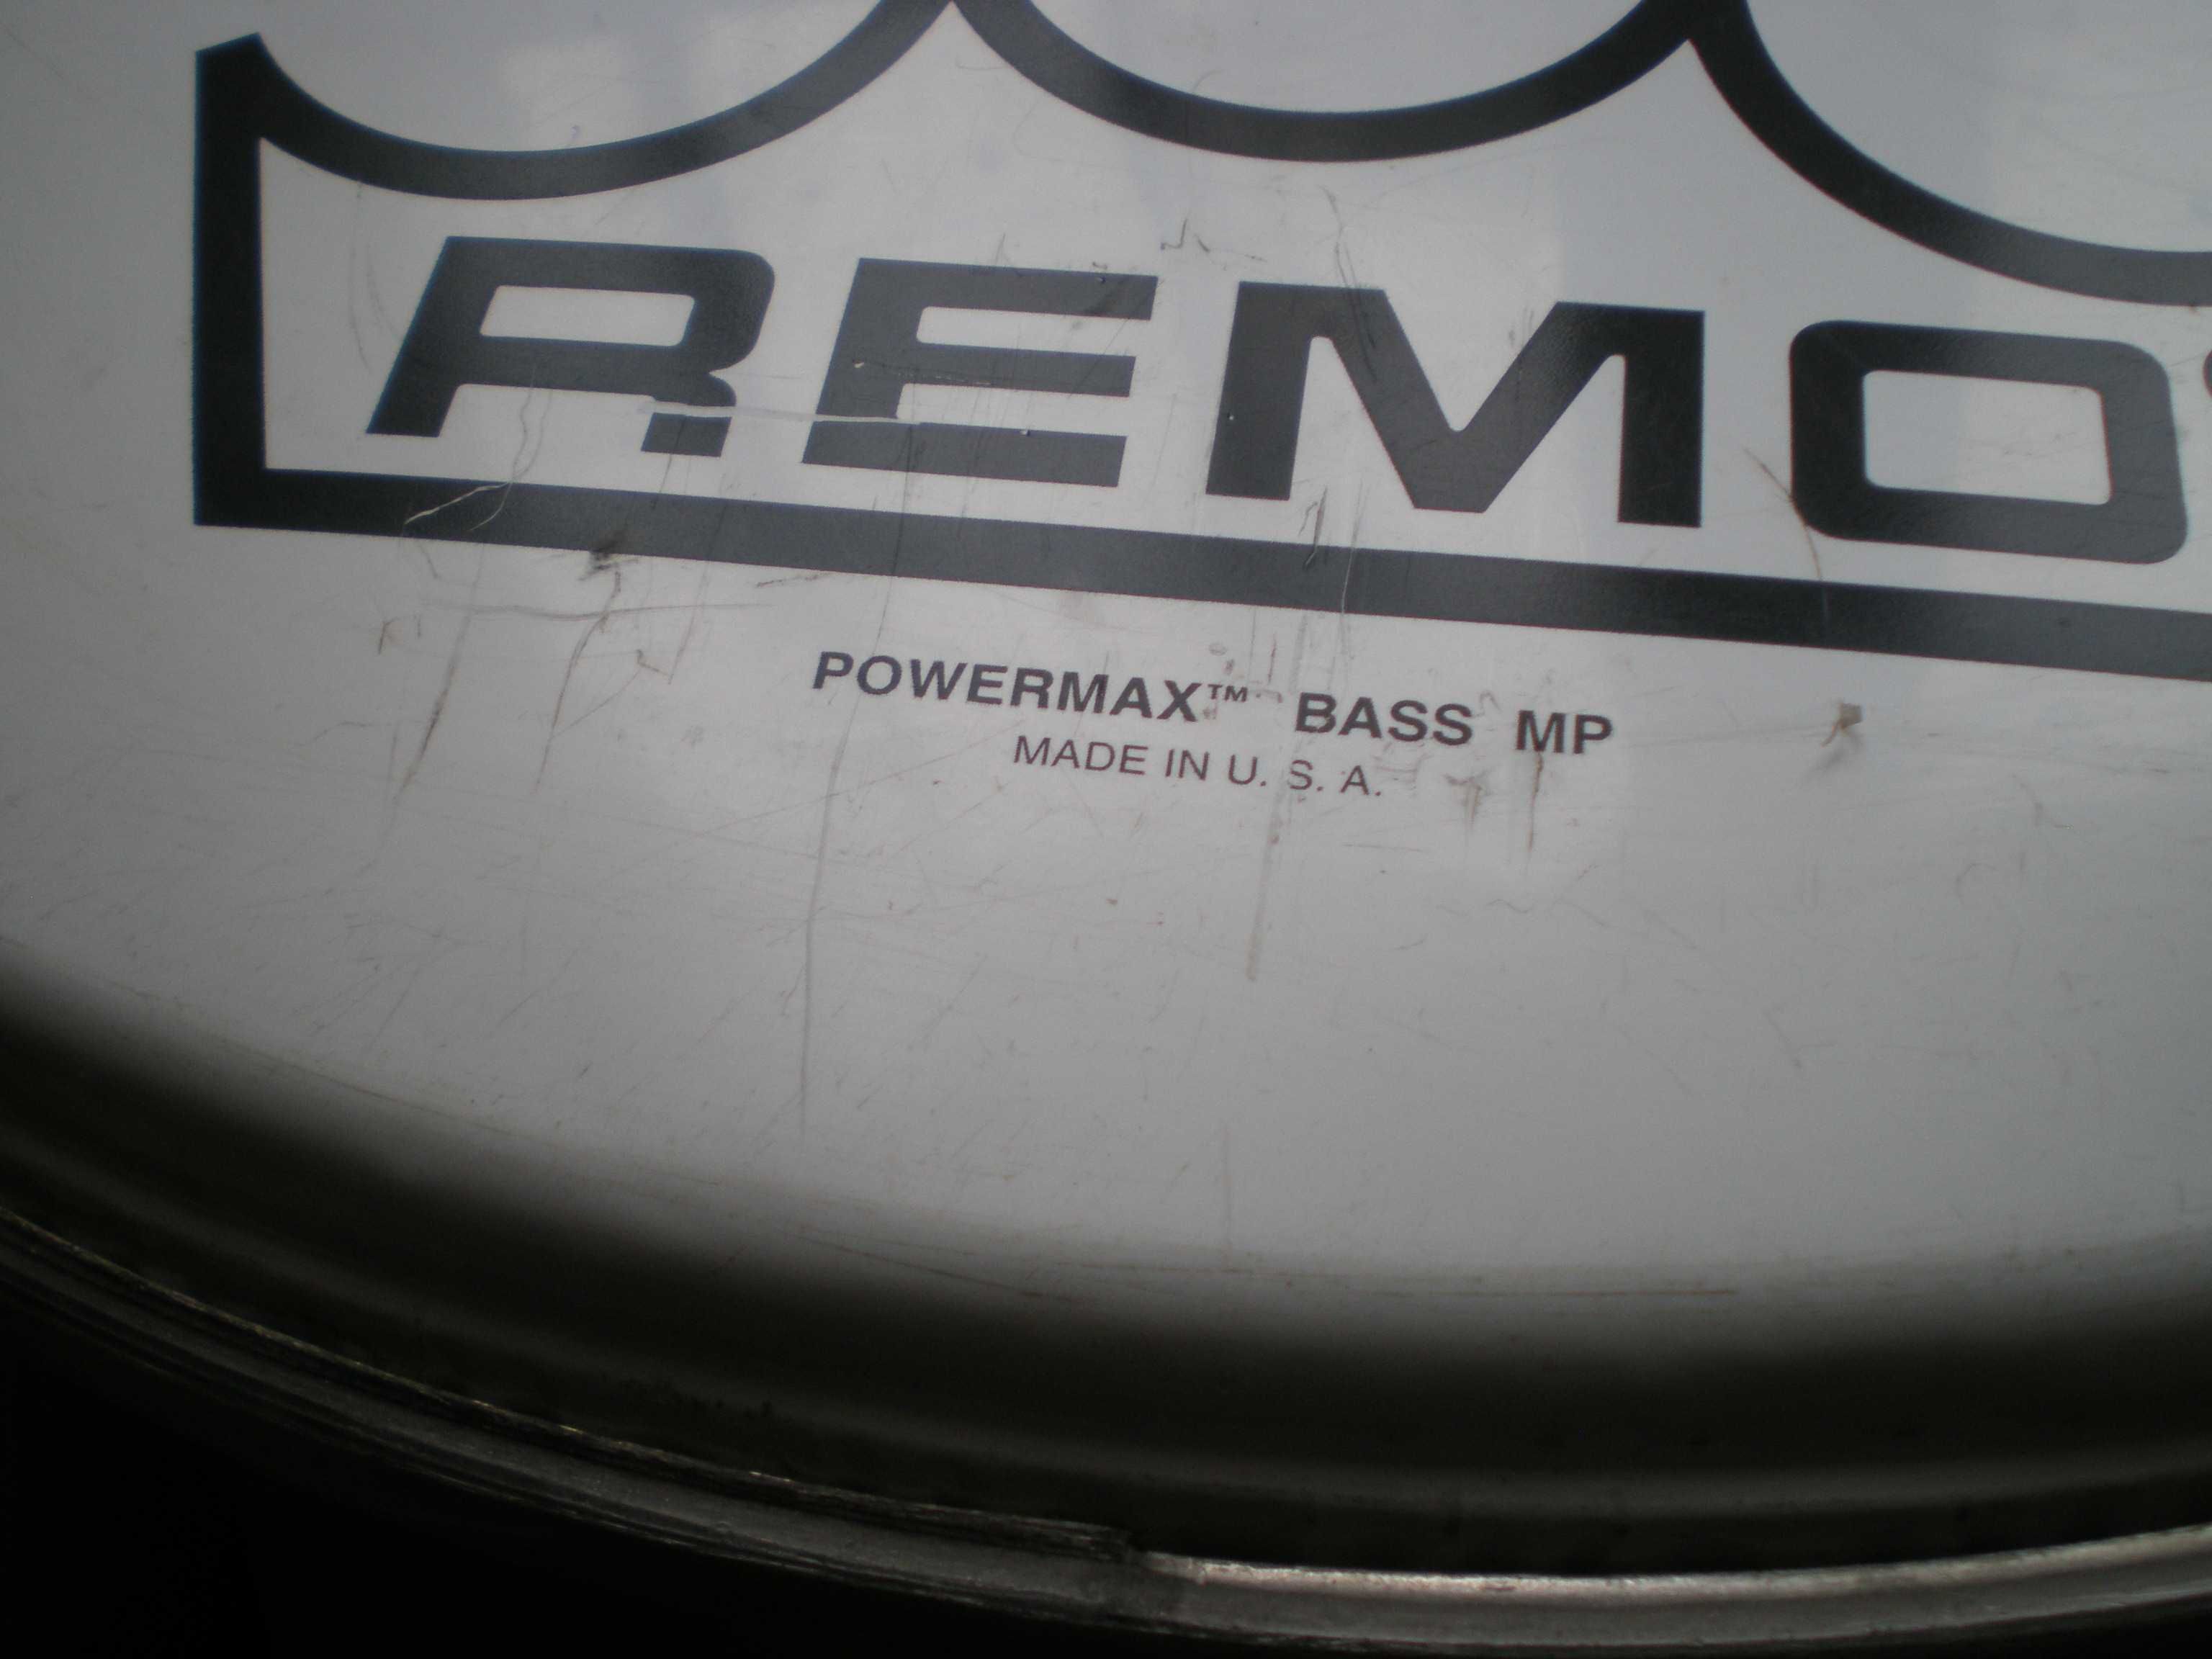 REMO
POWERMAX™ BASS MP
MADE IN U. S. A.